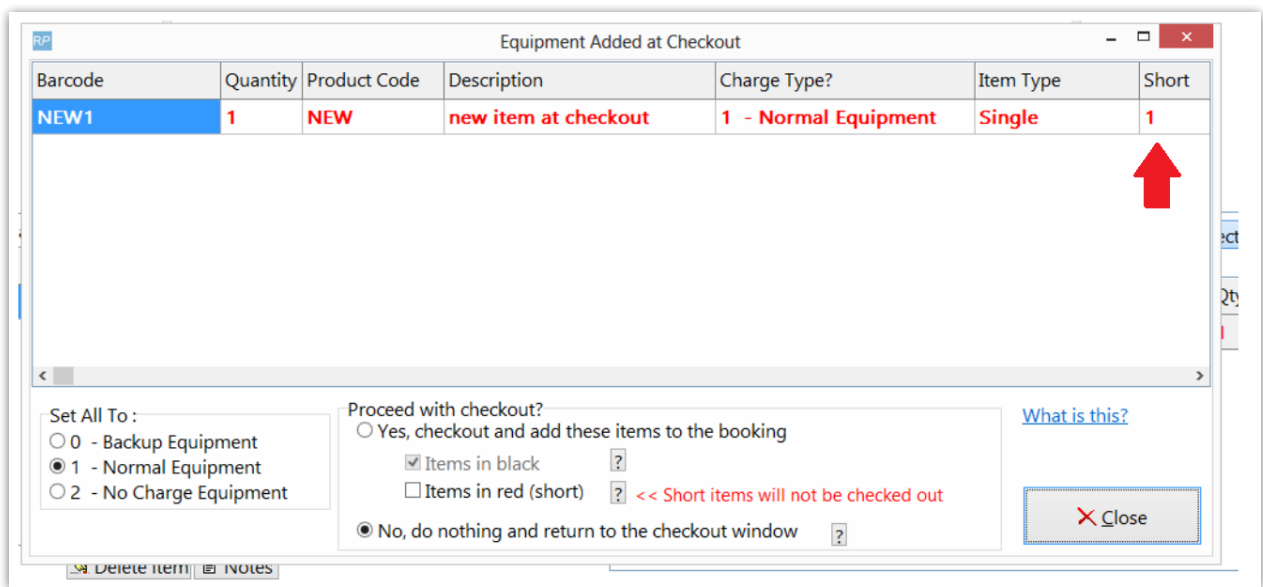 RP Equipment Added at Checkout
Barcode Quantity Product Code Description Charge Type? Item Type Short
NEW1 1 NEW new item at checkout 1 - Normal Equipment Single 1
Set All To :
0 - Backup Equipment
1 - Normal Equipment
2 - No Charge Equipment
Proceed with checkout?
Yes, checkout and add these items to the booking
Items in black ?
Items in red (short) ? << Short items will not be checked out
No, do nothing and return to the checkout window ?
What is this?
Close
Delete Item Notes